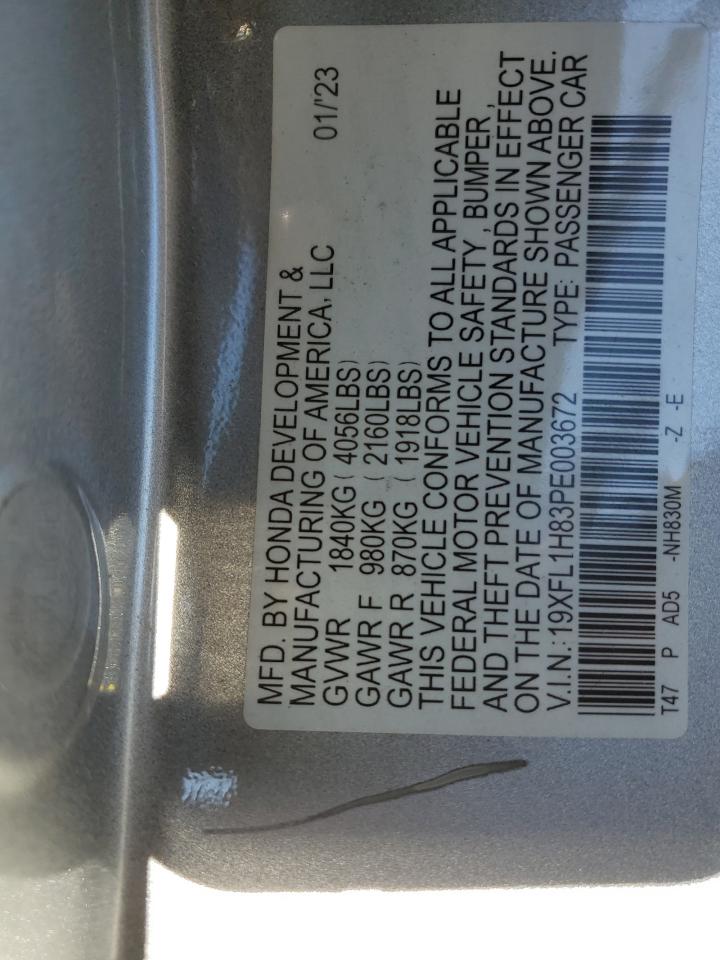 MFD. BY HONDA DEVELOPMENT &
MANUFACTURING OF AMERICA, LLC 01/'23
GVWR 1840KG ( 4056LBS)
GAWR F 980KG ( 2160LBS)
GAWR R 870KG ( 1918LBS)
THIS VEHICLE CONFORMS TO ALL APPLICABLE
FEDERAL MOTOR VEHICLE SAFETY , BUMPER ,
AND THEFT PREVENTION STANDARDS IN EFFECT
ON THE DATE OF MANUFACTURE SHOWN ABOVE.
V.I.N.:19XFL1H83PE003672 TYPE: PASSENGER CAR
T47 P AD5 -NH830M -Z -E